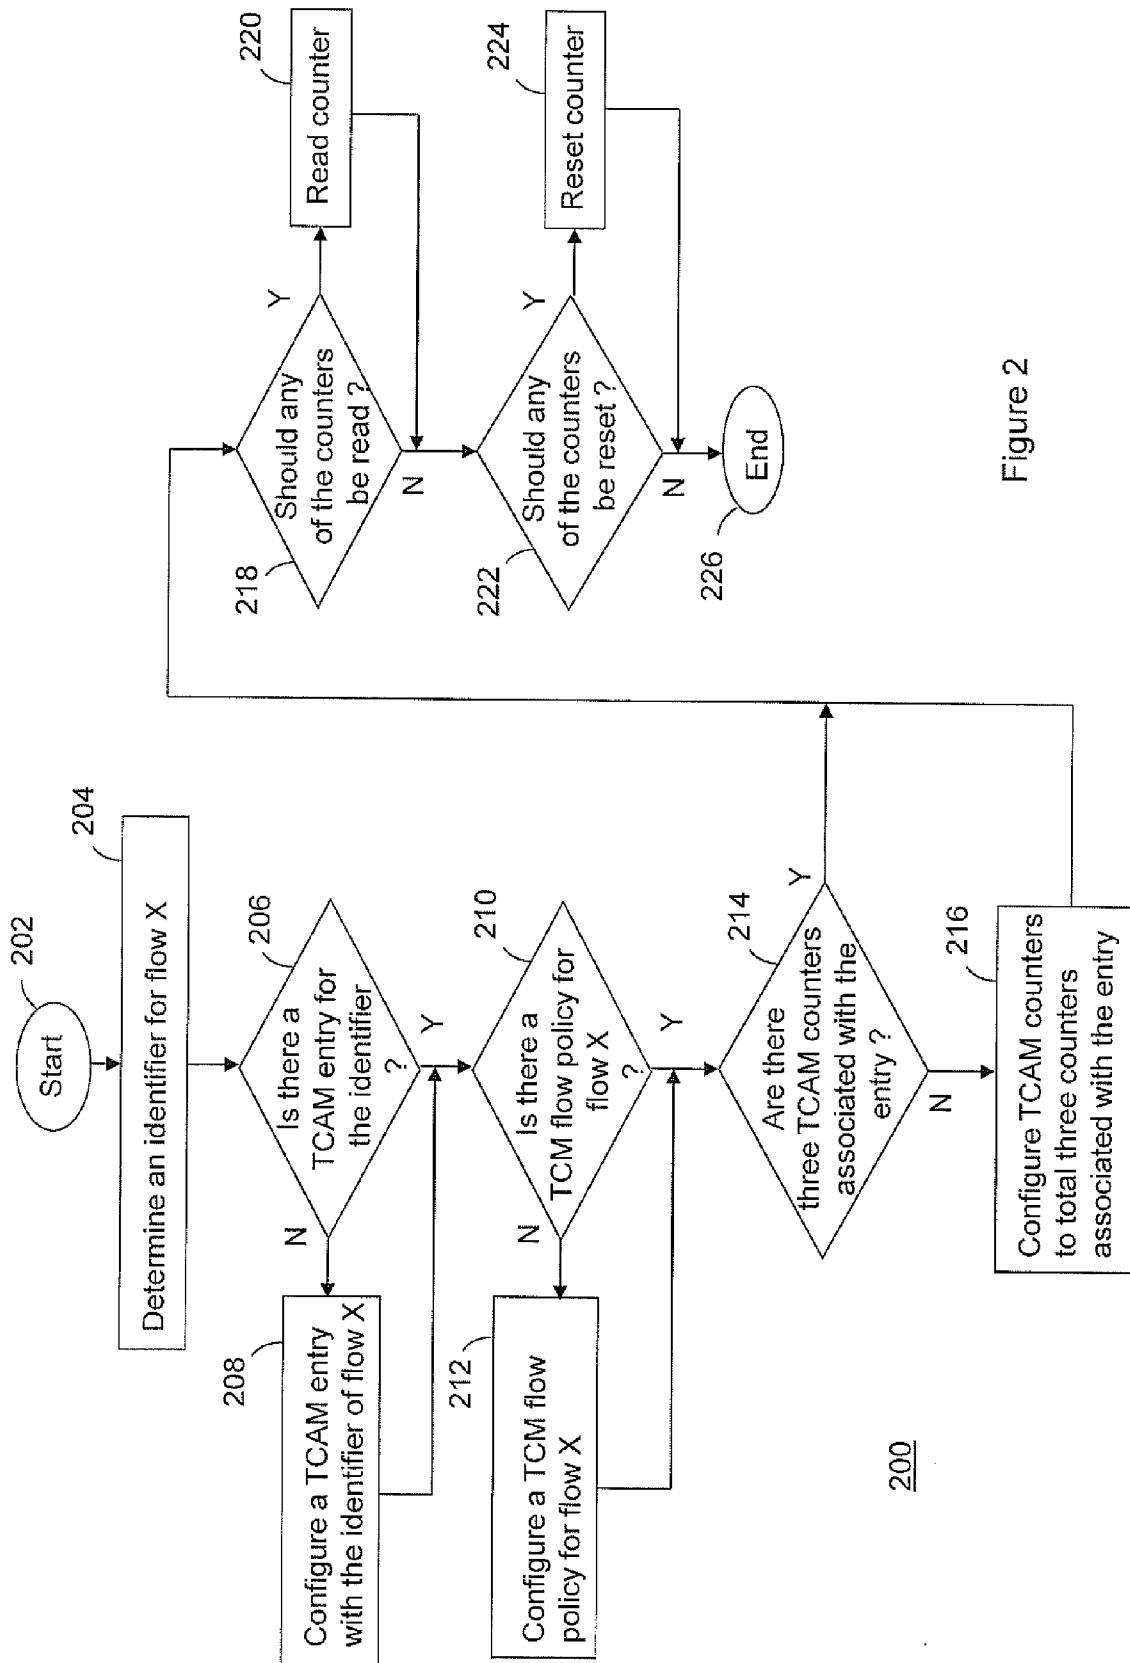 202
Start
204
Determine an identifier for flow X
206
Is there a
TCAM entry for
the identifier
?
N
Y
208
Configure a TCAM entry
with the identifier of flow X
210
Is there a
TCM flow policy for
flow X
?
N
Y
212
Configure a TCM flow
policy for flow X
214
Are there
three TCAM counters
associated with the
entry ?
Y
N
216
Configure TCAM counters
to total three counters
associated with the entry
218
Should any
of the counters
be read ?
Y
N
220
Read counter
222
Should any
of the counters
be reset ?
Y
N
224
Reset counter
226
End
200
Figure 2